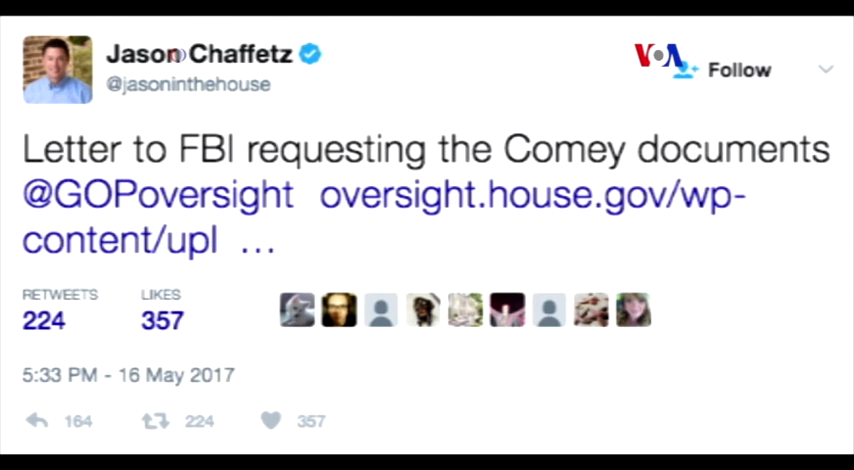 Jason Chaffetz
@jasoninthehouse
VOA
Follow
Letter to FBI requesting the Comey documents
@GOPoversight oversight.house.gov/wp-
content/upl ...
RETWEETS LIKES
224 357
5:33 PM - 16 May 2017
164 224 357